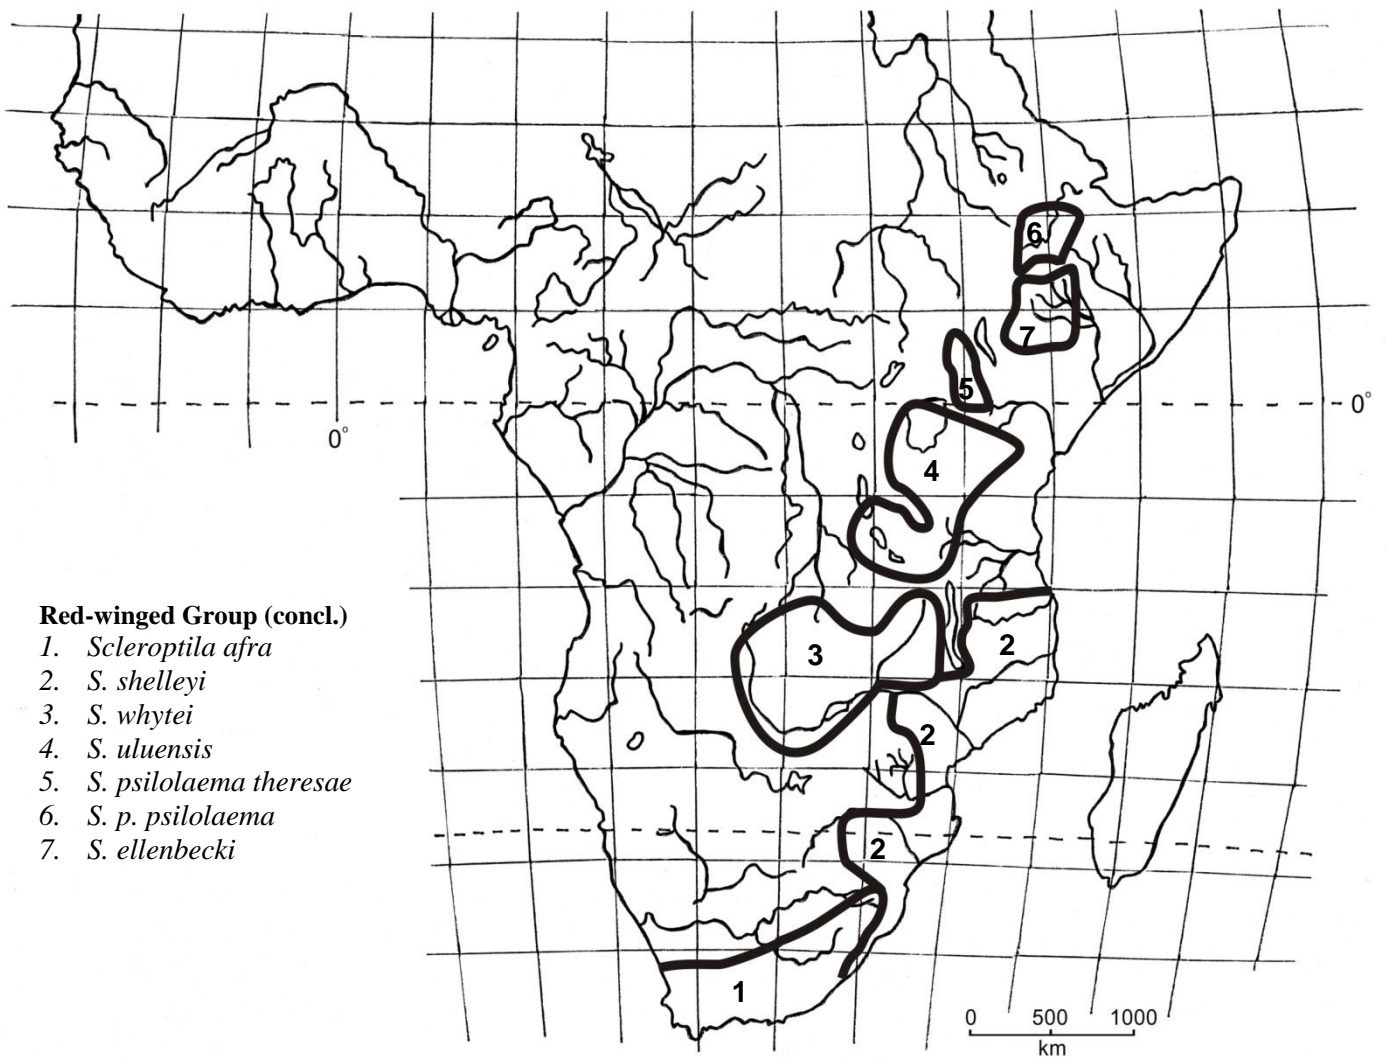 6
7
5
0°
0°
4
Red-winged Group (concl.)
1. Scleroptila afra
2. S. shelleyi
3. S. whytei
4. S. uluensis
5. S. psilolaema theresae
6. S. p. psilolaema
7. S. ellenbecki
3
2
2
2
1
0 500 1000
km